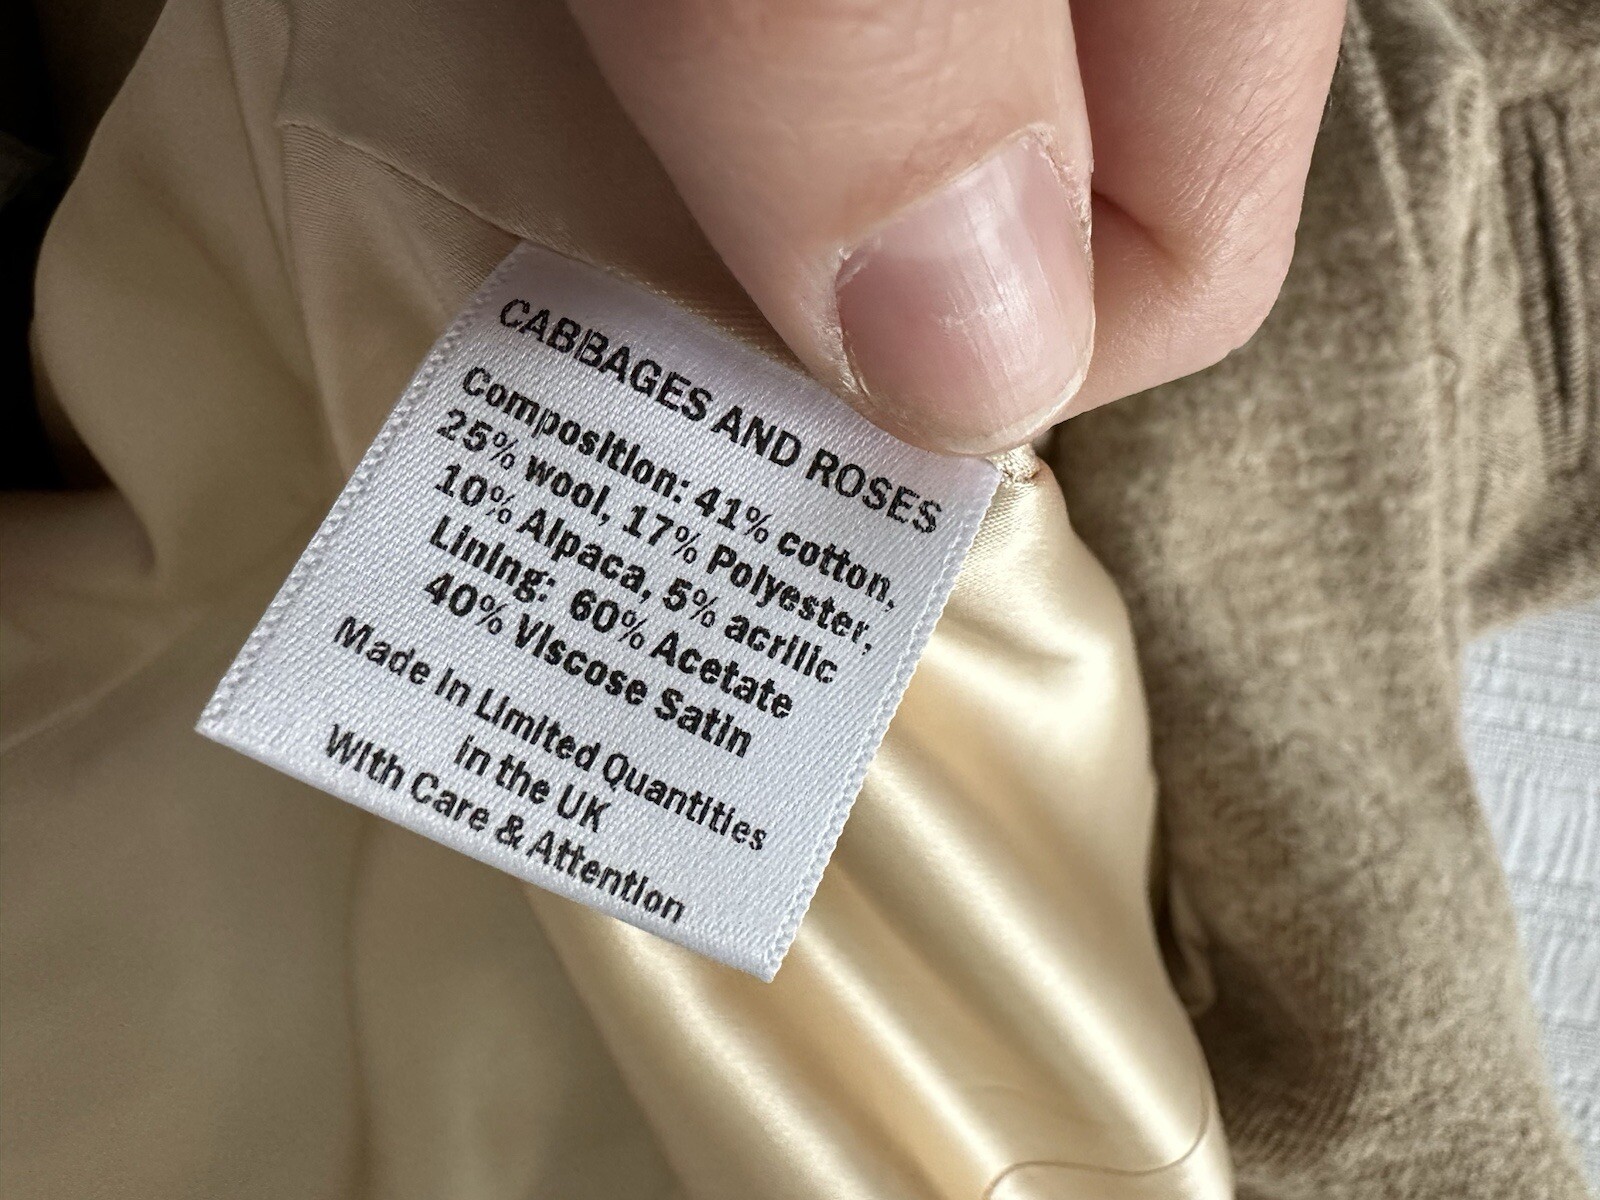 CABBAGES AND ROSES
Composition: 41% cotton,
25% wool, 17% Polyester,
10% Alpaca, 5% acrilic
Lining: 60% Acetate
40% Viscose Satin
Made in Limited Quantities
in the UK
With Care & Attention